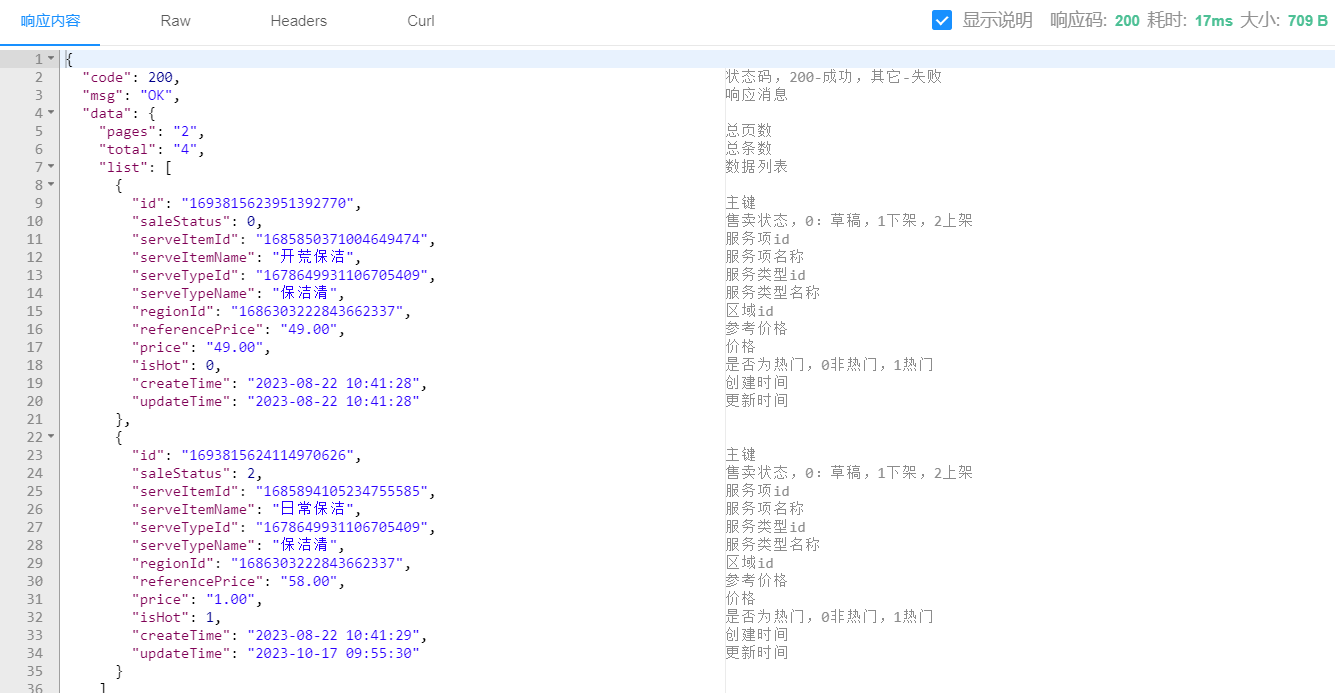 响应内容 Raw Headers Curl 显示说明 响应码: 200 耗时: 17ms 大小: 709 B
1 {
2 "code": 200, 状态码，200-成功，其它-失败
3 "msg": "OK", 响应消息
4 "data": {
5 "pages": "2", 总页数
6 "total": "4", 总条数
7 "list": [ 数据列表
8 {
9 "id": "1693815623951392770", 主键
10 "saleStatus": 0, 售卖状态，0：草稿，1下架，2上架
11 "serveItemId": "1685850371004649474", 服务项id
12 "serveItemName": "开荒保洁", 服务项名称
13 "serveTypeId": "1678649931106705409", 服务类型id
14 "serveTypeName": "保洁清", 服务类型名称
15 "regionId": "1686303222843662337", 区域id
16 "referencePrice": "49.00", 参考价格
17 "price": "49.00", 价格
18 "isHot": 0, 是否为热门，0非热门，1热门
19 "createTime": "2023-08-22 10:41:28", 创建时间
20 "updateTime": "2023-08-22 10:41:28" 更新时间
21 },
22 {
23 "id": "1693815624114970626", 主键
24 "saleStatus": 2, 售卖状态，0：草稿，1下架，2上架
25 "serveItemId": "1685894105234755585", 服务项id
26 "serveItemName": "日常保洁", 服务项名称
27 "serveTypeId": "1678649931106705409", 服务类型id
28 "serveTypeName": "保洁清", 服务类型名称
29 "regionId": "1686303222843662337", 区域id
30 "referencePrice": "58.00", 参考价格
31 "price": "1.00", 价格
32 "isHot": 1, 是否为热门，0非热门，1热门
33 "createTime": "2023-08-22 10:41:29", 创建时间
34 "updateTime": "2023-10-17 09:55:30" 更新时间
35 }
36 ]